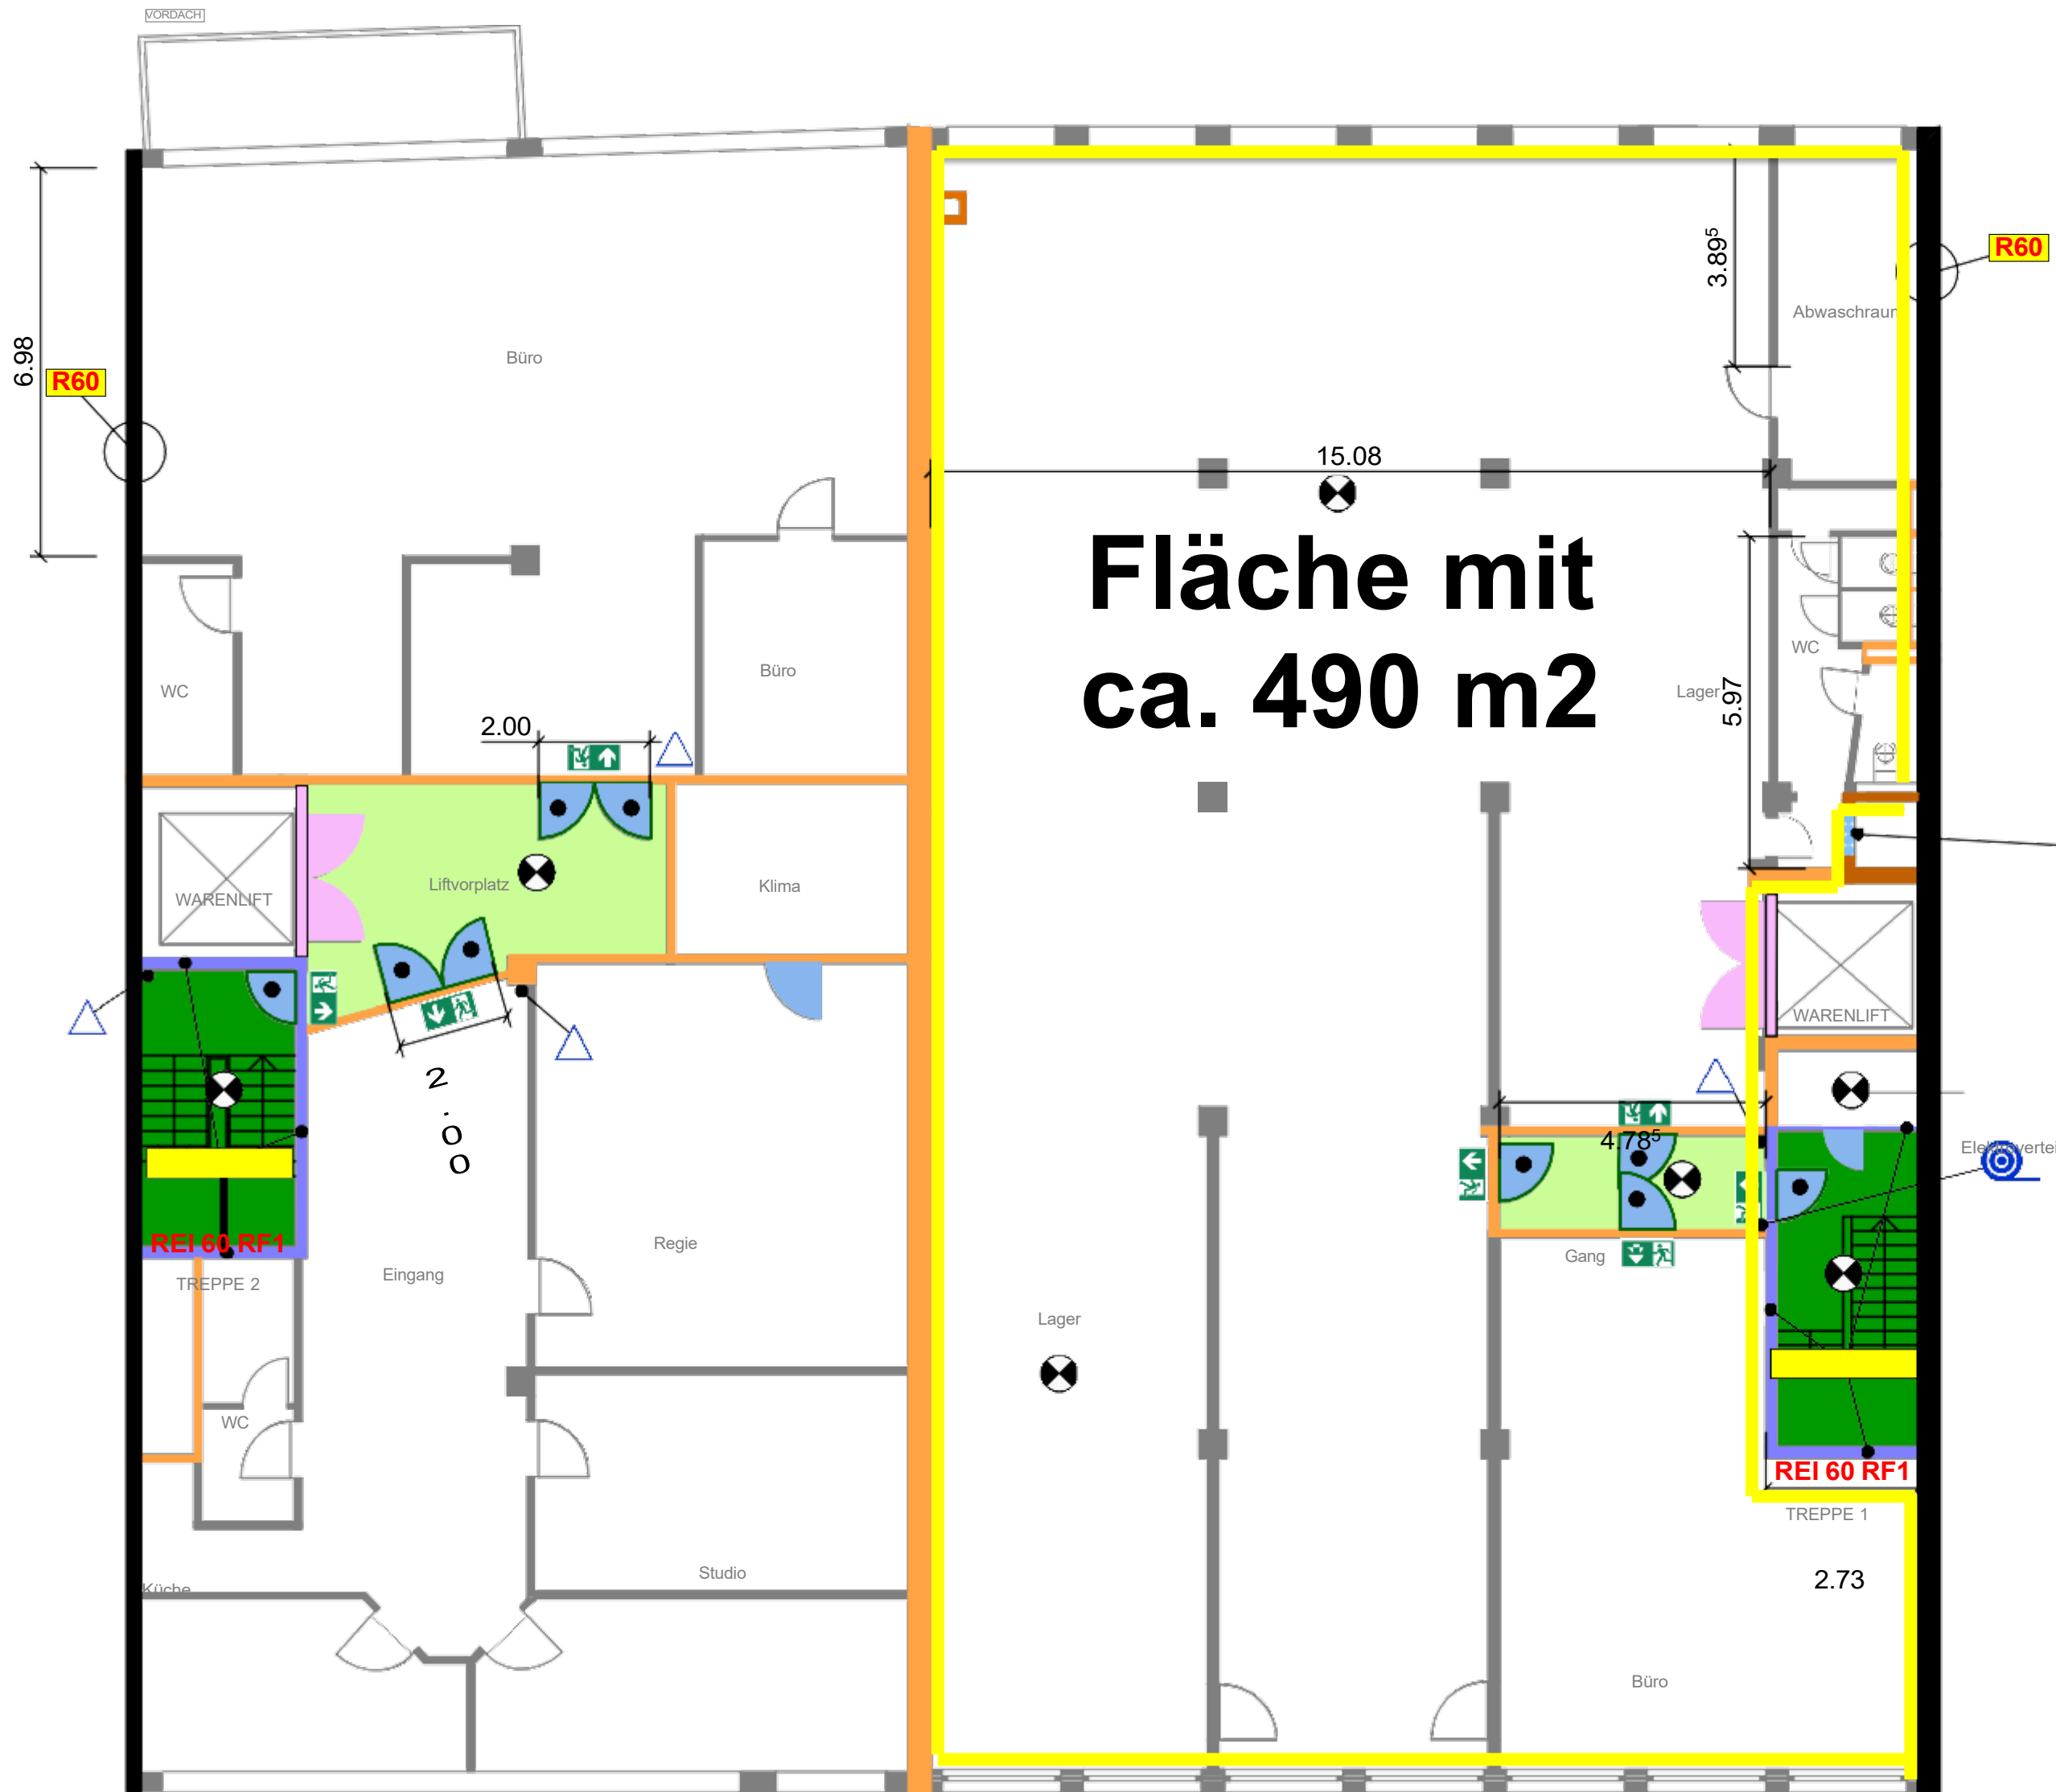 VORDACH
R60
3.89⁵
Abwaschraum
6.98
Büro
R60
15.08
Fläche mit
ca. 490 m2
WC
Büro
WC
Lager
5.97
2.00
Liftvorplatz
Klima
WARENLIFT
WARENLIFT
2.00
4.78⁵
REI 60 RF1
TREPPE 2
Eingang
Regie
Gang
Lager
WC
REI 60 RF1
TREPPE 1
Küche
Studio
2.73
Büro